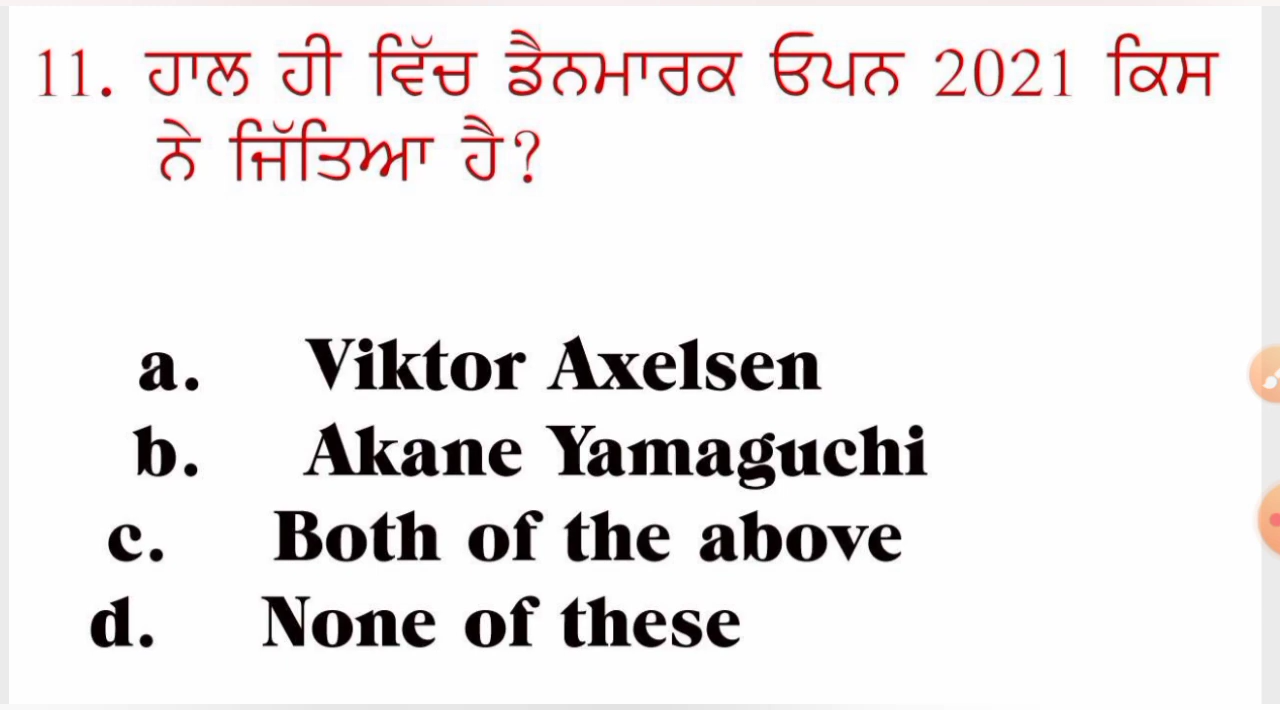 11. ਹਾਲ ਹੀ ਵਿੱਚ ਡੈਨਮਾਰਕ ਓਪਨ 2021 ਕਿਸ
ਨੇ ਜਿੱਤਿਆ ਹੈ?
a. Viktor Axelsen
b. Akane Yamaguchi
c. Both of the above
d. None of these